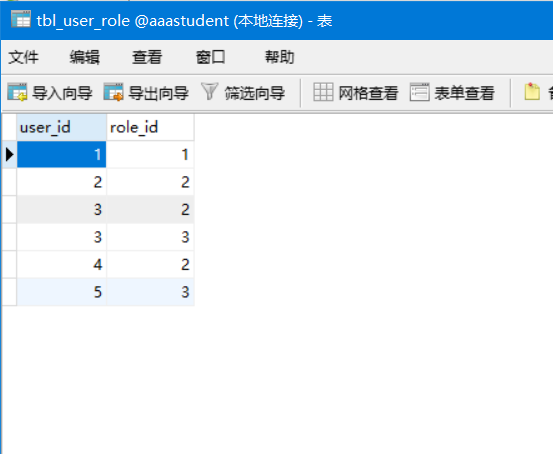 tbl_user_role @aaastudent (本地连接) - 表
文件 编辑 查看 窗口 帮助
导入向导 导出向导 筛选向导 网格查看 表单查看
user_id role_id
1 1
2 2
3 2
3 3
4 2
5 3